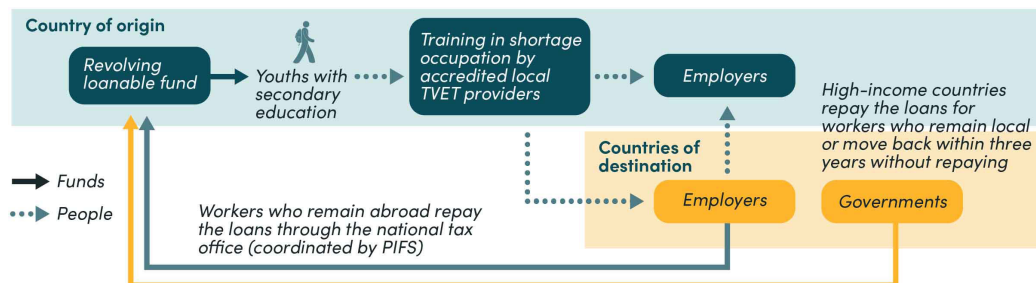 Country of origin
Revolving
loanable fund
Youths with
secondary
education
Training in shortage
occupation by
accredited local
TVET providers
Employers
High-income countries
repay the loans for
workers who remain local
or move back within three
years without repaying
Countries of
destination
Employers
Governments
Funds
People
Workers who remain abroad repay
the loans through the national tax
office (coordinated by PIFS)